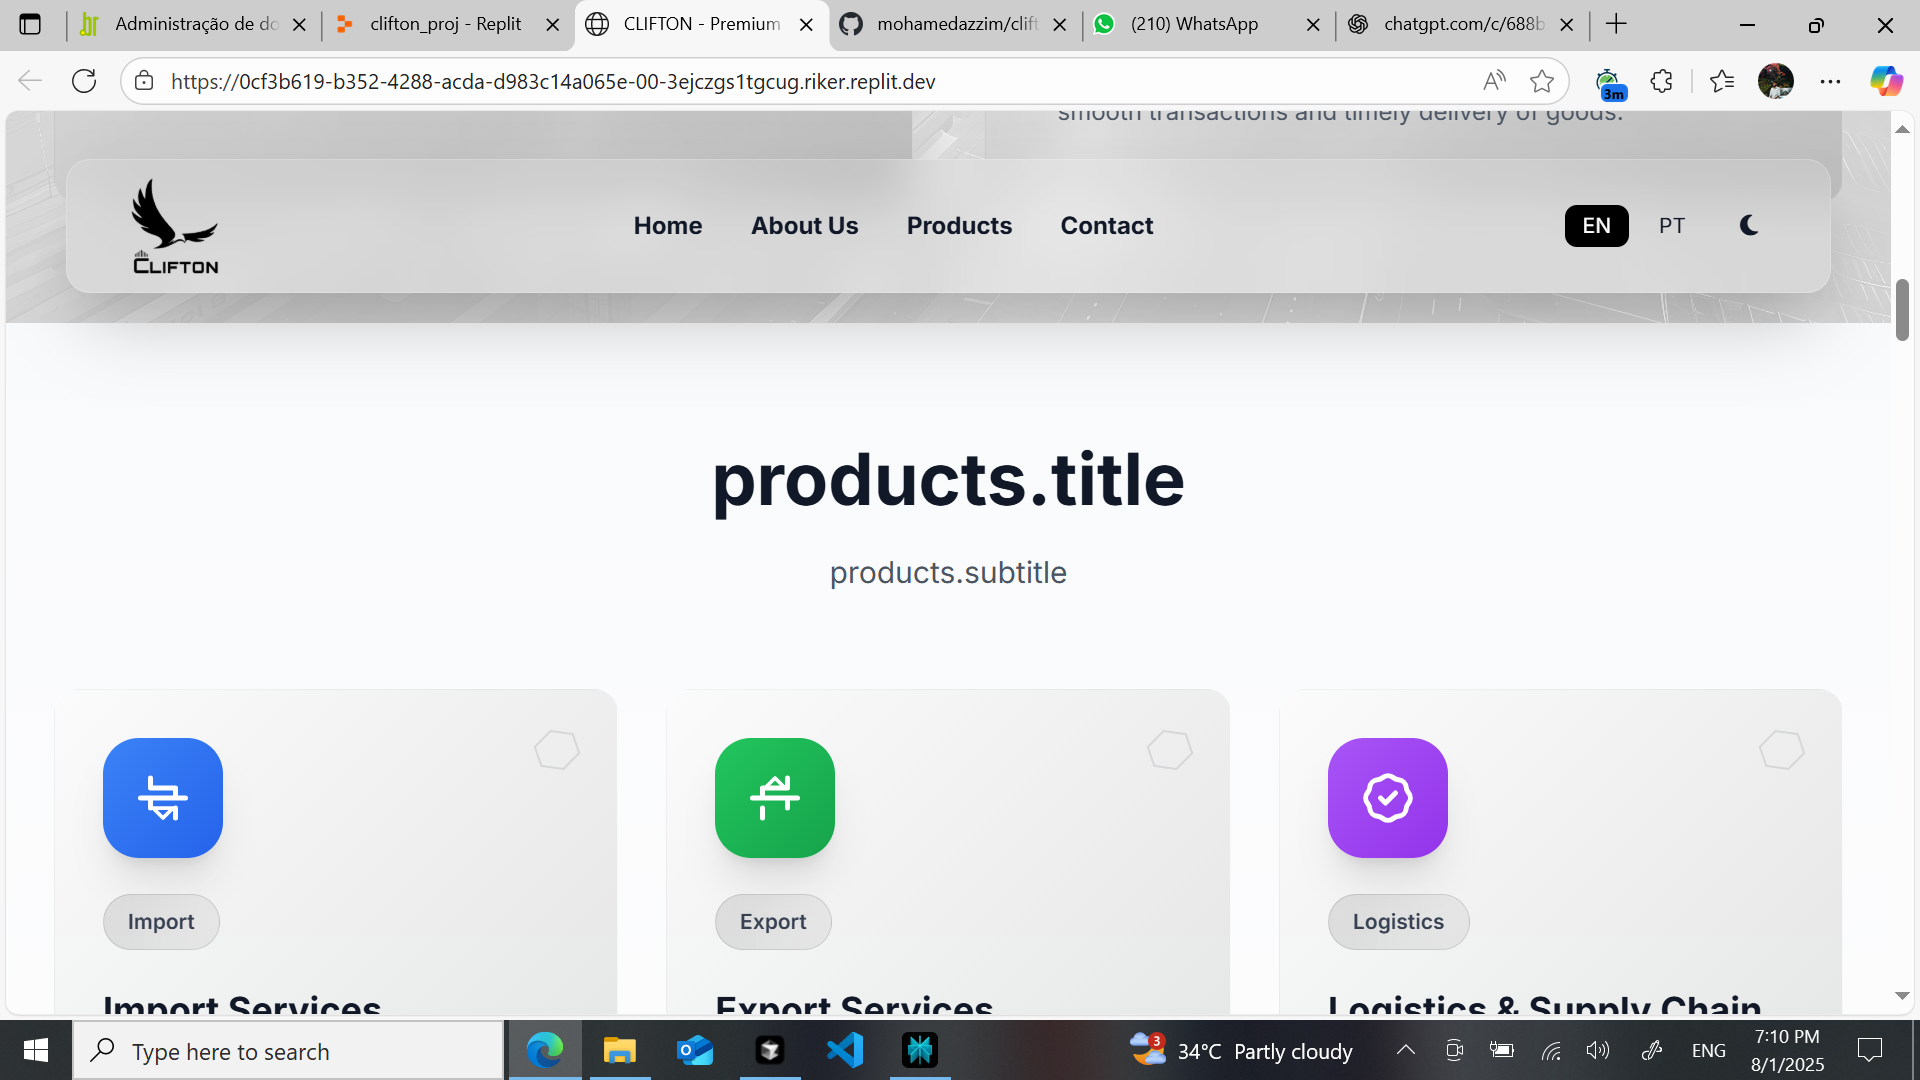 Administração de do
clifton_proj - Replit
CLIFTON - Premium
mohamedazzim/clift
(210) WhatsApp
chatgpt.com/c/688b
https://0cf3b619-b352-4288-acda-d983c14a065e-00-3ejczgs1tgcug.riker.replit.dev
3m
smooth transactions and timely delivery of goods.
CLIFTON
Home
About Us
Products
Contact
EN
PT
products.title
products.subtitle
Import
Export
Logistics
Import Services
Export Services
Logistics & Supply Chain
Type here to search
3
34°C Partly cloudy
ENG
7:10 PM
8/1/2025